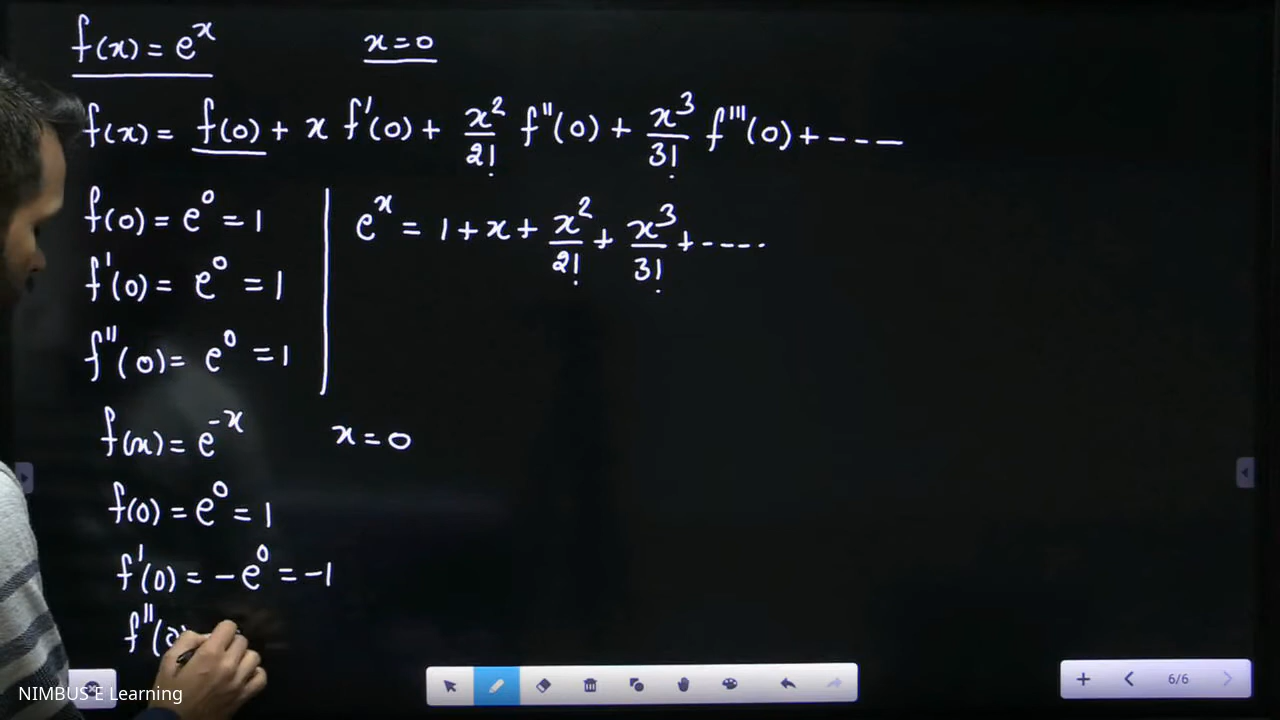 f(x) = e^x x = 0
f(x) = f(0) + x f'(0) + x²/2! f''(0) + x³/3! f'''(0) + ----
f(0) = e⁰ = 1
e^x = 1 + x + x²/2! + x³/3! + -----
f'(0) = e⁰ = 1
f''(0) = e⁰ = 1
f(x) = e^-x x = 0
f(0) = e⁰ = 1
f'(0) = -e⁰ = -1
f''(0)
6/6
NIMBUS E Learning